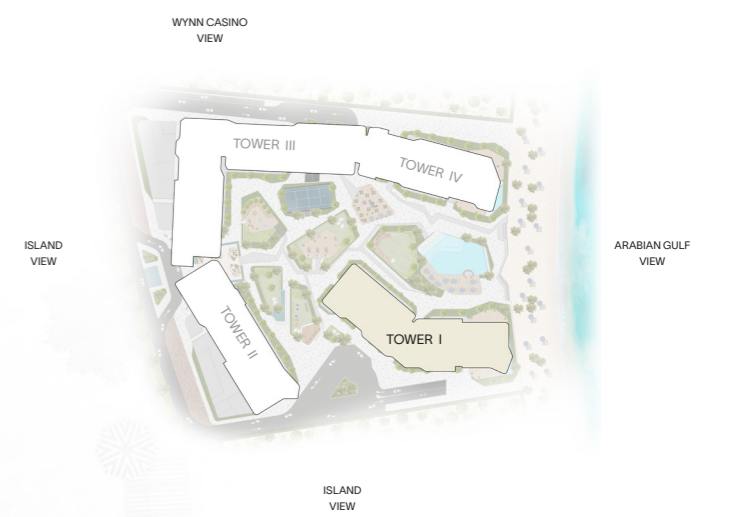 WYNN CASINO
VIEW
TOWER III
TOWER IV
ISLAND
VIEW
ARABIAN GULF
VIEW
TOWER II
TOWER I
ISLAND
VIEW